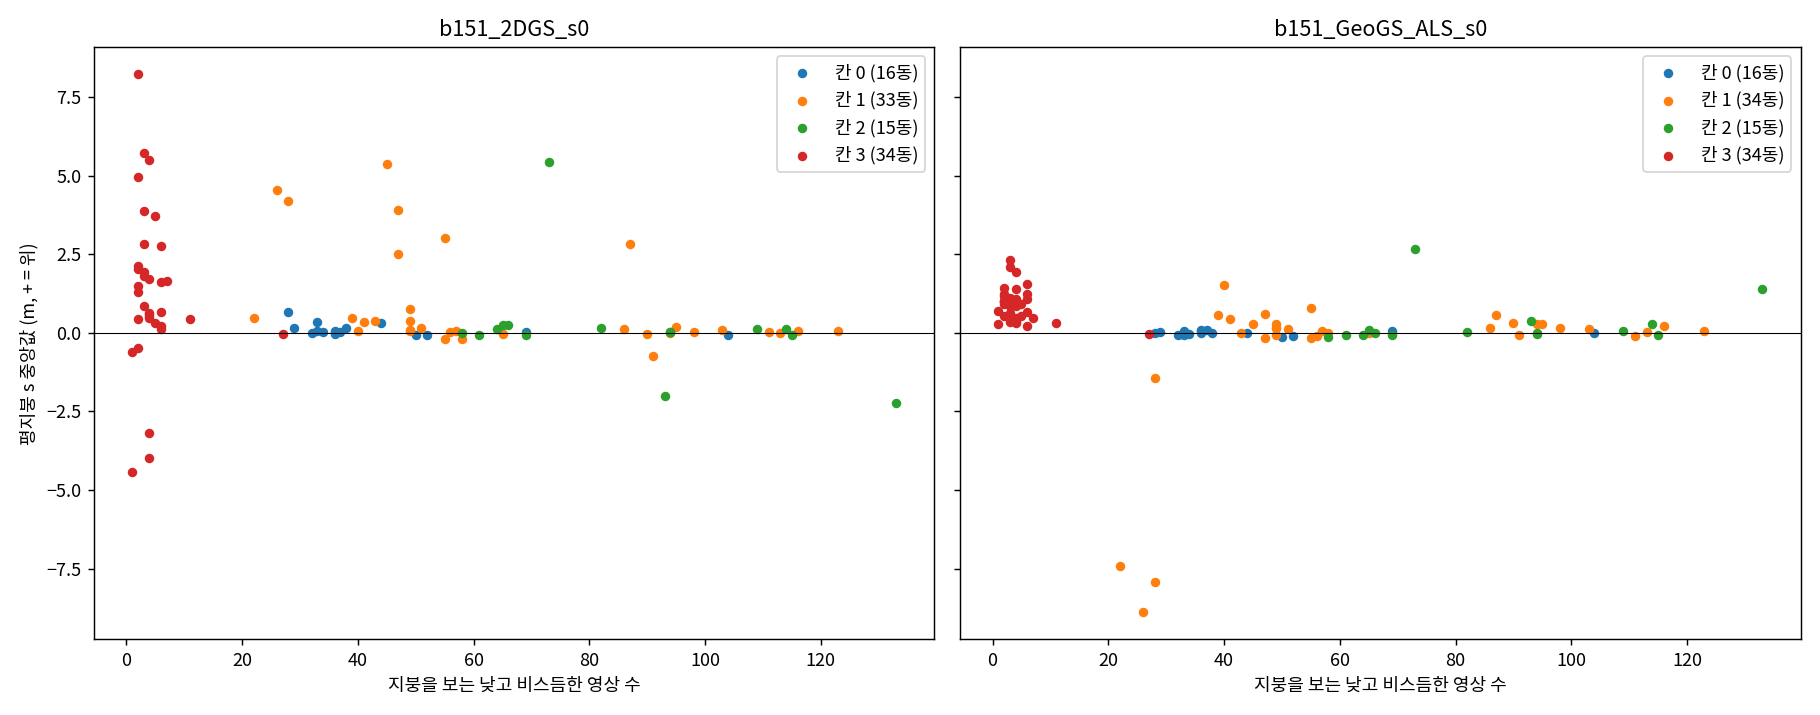 b151_2DGS_s0
칸 0 (16동)
칸 1 (33동)
칸 2 (15동)
칸 3 (34동)
7.5
5.0
2.5
0.0
−2.5
−5.0
−7.5
평지붕 s 중앙값 (m, + = 위)
0 20 40 60 80 100 120
지붕을 보는 낮고 비스듬한 영상 수
b151_GeoGS_ALS_s0
칸 0 (16동)
칸 1 (34동)
칸 2 (15동)
칸 3 (34동)
0 20 40 60 80 100 120
지붕을 보는 낮고 비스듬한 영상 수